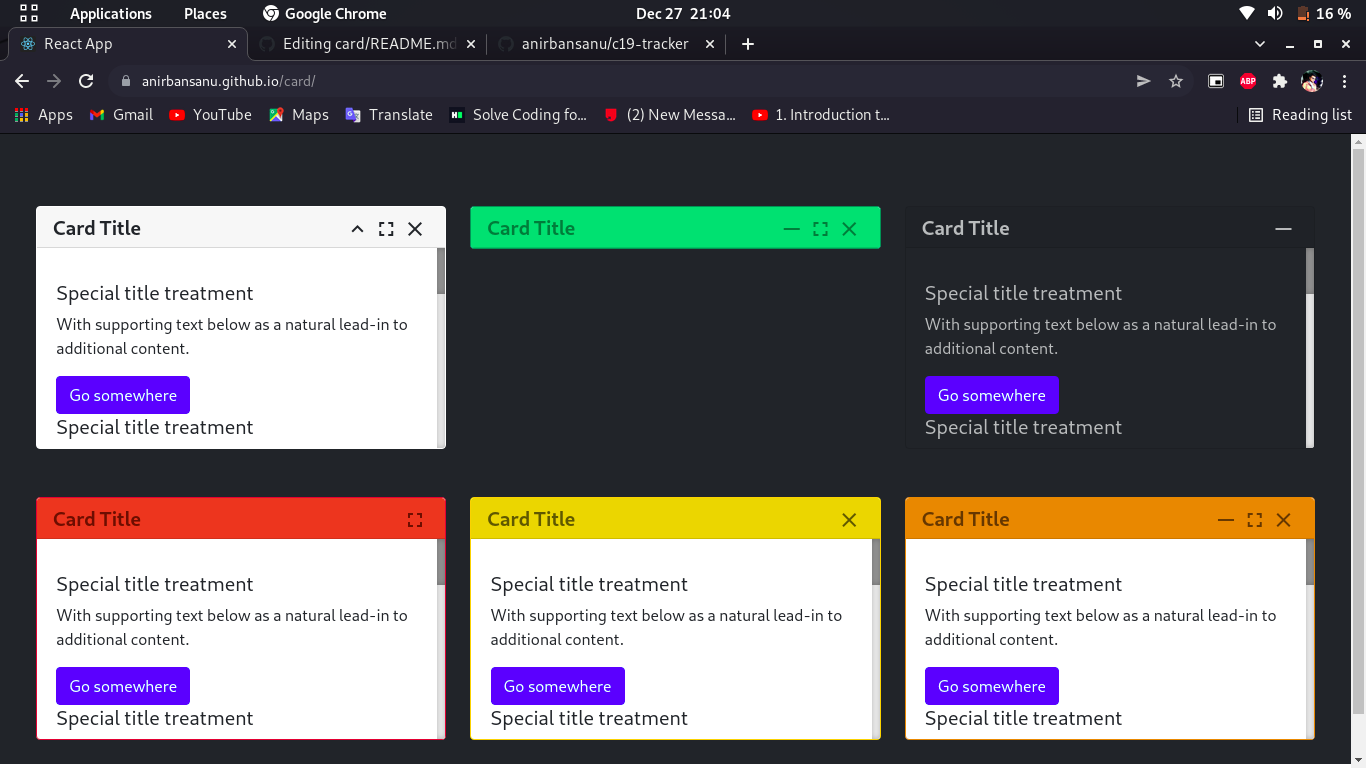 Applications Places Google Chrome Dec 27 21:04 16 %
React App Editing card/README.md anirbansanu/c19-tracker
anirbansanu.github.io/card/ ABP
Apps Gmail YouTube Maps Translate Solve Coding fo... (2) New Messa... 1. Introduction t... Reading list
Card Title
Special title treatment
With supporting text below as a natural lead-in to
additional content.
Go somewhere
Special title treatment
Card Title
Card Title
Special title treatment
With supporting text below as a natural lead-in to
additional content.
Go somewhere
Special title treatment
Card Title
Special title treatment
With supporting text below as a natural lead-in to
additional content.
Go somewhere
Special title treatment
Card Title
Special title treatment
With supporting text below as a natural lead-in to
additional content.
Go somewhere
Special title treatment
Card Title
Special title treatment
With supporting text below as a natural lead-in to
additional content.
Go somewhere
Special title treatment